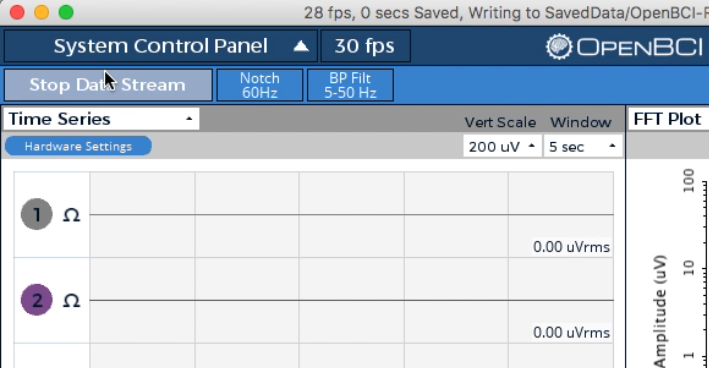 28 fps, 0 secs Saved, Writing to SavedData/OpenBCI-
System Control Panel
30 fps
OPENBCI
Stop Data Stream
Notch
60Hz
BP Filt
5-50 Hz
Time Series
Vert Scale
Window
FFT Plot
Hardware Settings
200 uV
5 sec
1 Ω
0.00 uVrms
2 Ω
0.00 uVrms
Amplitude (uV)
100
10
1